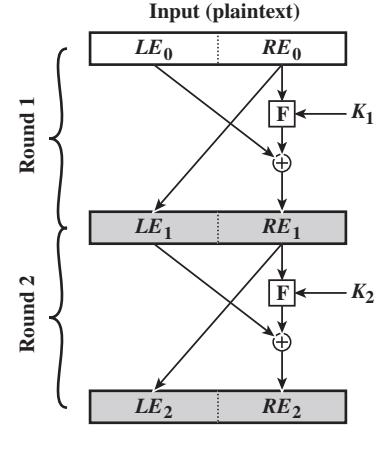 Input (plaintext)
LE0 RE0
Round 1
F K1
LE1 RE1
Round 2
F K2
LE2 RE2